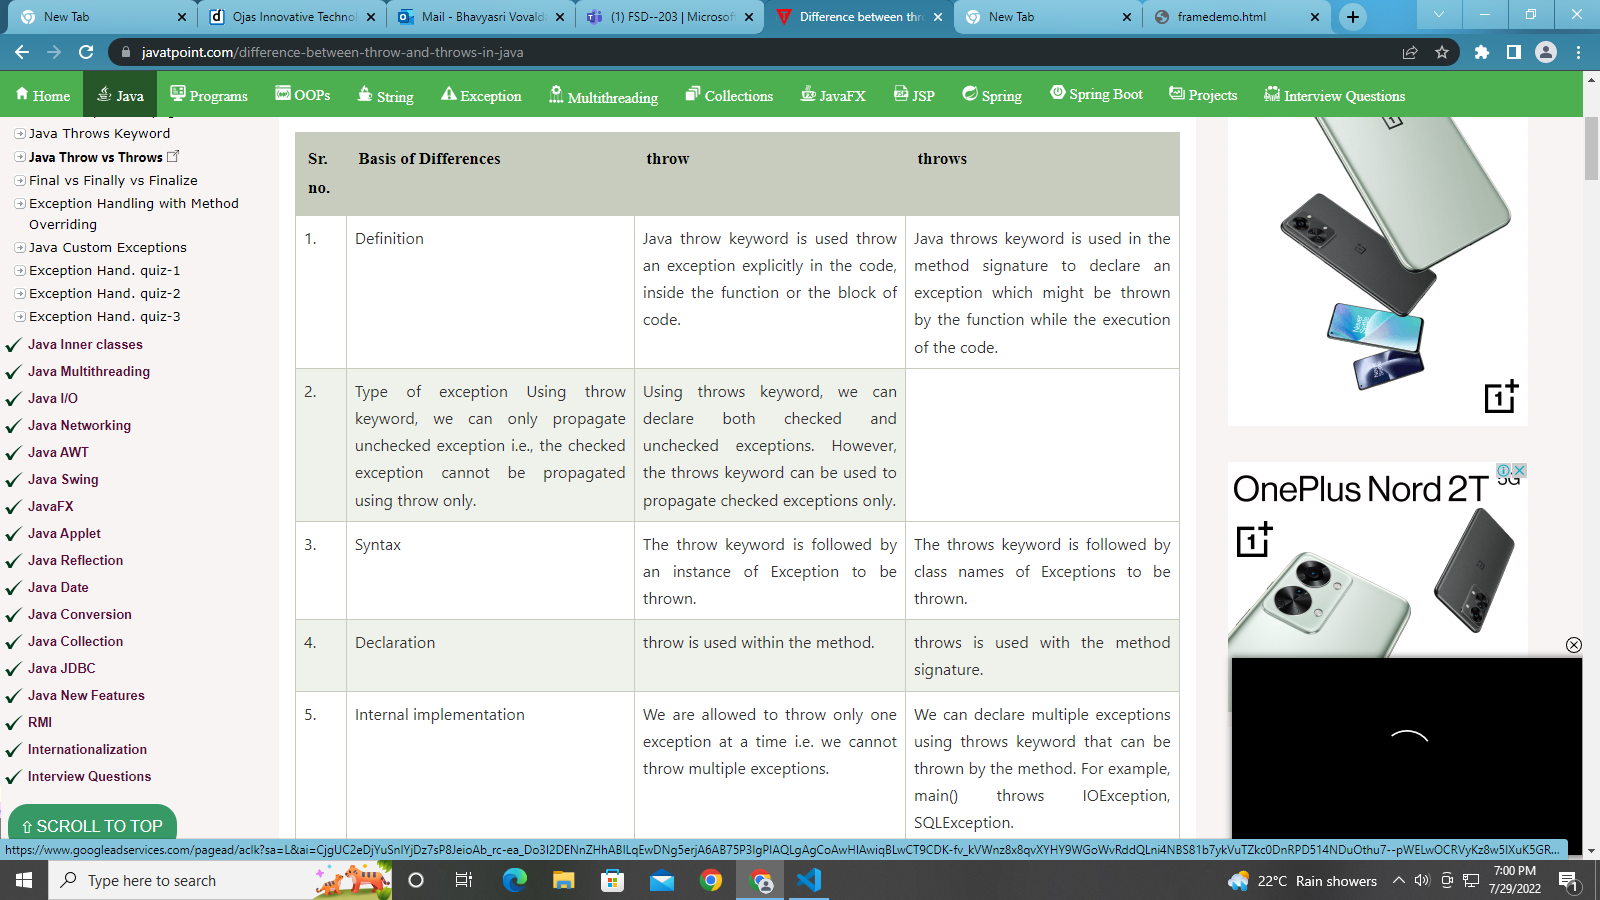 New Tab
Ojas Innovative Technol
Mail - Bhavyasri Vovalda
(1) FSD--203 | Microsoft
Difference between thr
New Tab
framedemo.html
javatpoint.com/difference-between-throw-and-throws-in-java
Home
Java
Programs
OOPs
String
Exception
Multithreading
Collections
JavaFX
JSP
Spring
Spring Boot
Projects
Interview Questions
Java Throws Keyword
Java Throw vs Throws
Final vs Finally vs Finalize
Exception Handling with Method
Overriding
Java Custom Exceptions
Exception Hand. quiz-1
Exception Hand. quiz-2
Exception Hand. quiz-3
Java Inner classes
Java Multithreading
Java I/O
Java Networking
Java AWT
Java Swing
JavaFX
Java Applet
Java Reflection
Java Date
Java Conversion
Java Collection
Java JDBC
Java New Features
RMI
Internationalization
Interview Questions
⇧ SCROLL TO TOP
Sr.
no.
Basis of Differences
throw
throws
1.
Definition
Java throw keyword is used throw
an exception explicitly in the code,
inside the function or the block of
code.
Java throws keyword is used in the
method signature to declare an
exception which might be thrown
by the function while the execution
of the code.
2.
Type of exception Using throw
keyword, we can only propagate
unchecked exception i.e., the checked
exception cannot be propagated
using throw only.
Using throws keyword, we can
declare both checked and
unchecked exceptions. However,
the throws keyword can be used to
propagate checked exceptions only.
3.
Syntax
The throw keyword is followed by
an instance of Exception to be
thrown.
The throws keyword is followed by
class names of Exceptions to be
thrown.
4.
Declaration
throw is used within the method.
throws is used with the method
signature.
5.
Internal implementation
We are allowed to throw only one
exception at a time i.e. we cannot
throw multiple exceptions.
We can declare multiple exceptions
using throws keyword that can be
thrown by the method. For example,
main() throws IOException,
SQLException.
OnePlus Nord 2T 5G
Type here to search
22°C Rain showers
7:00 PM
7/29/2022
1